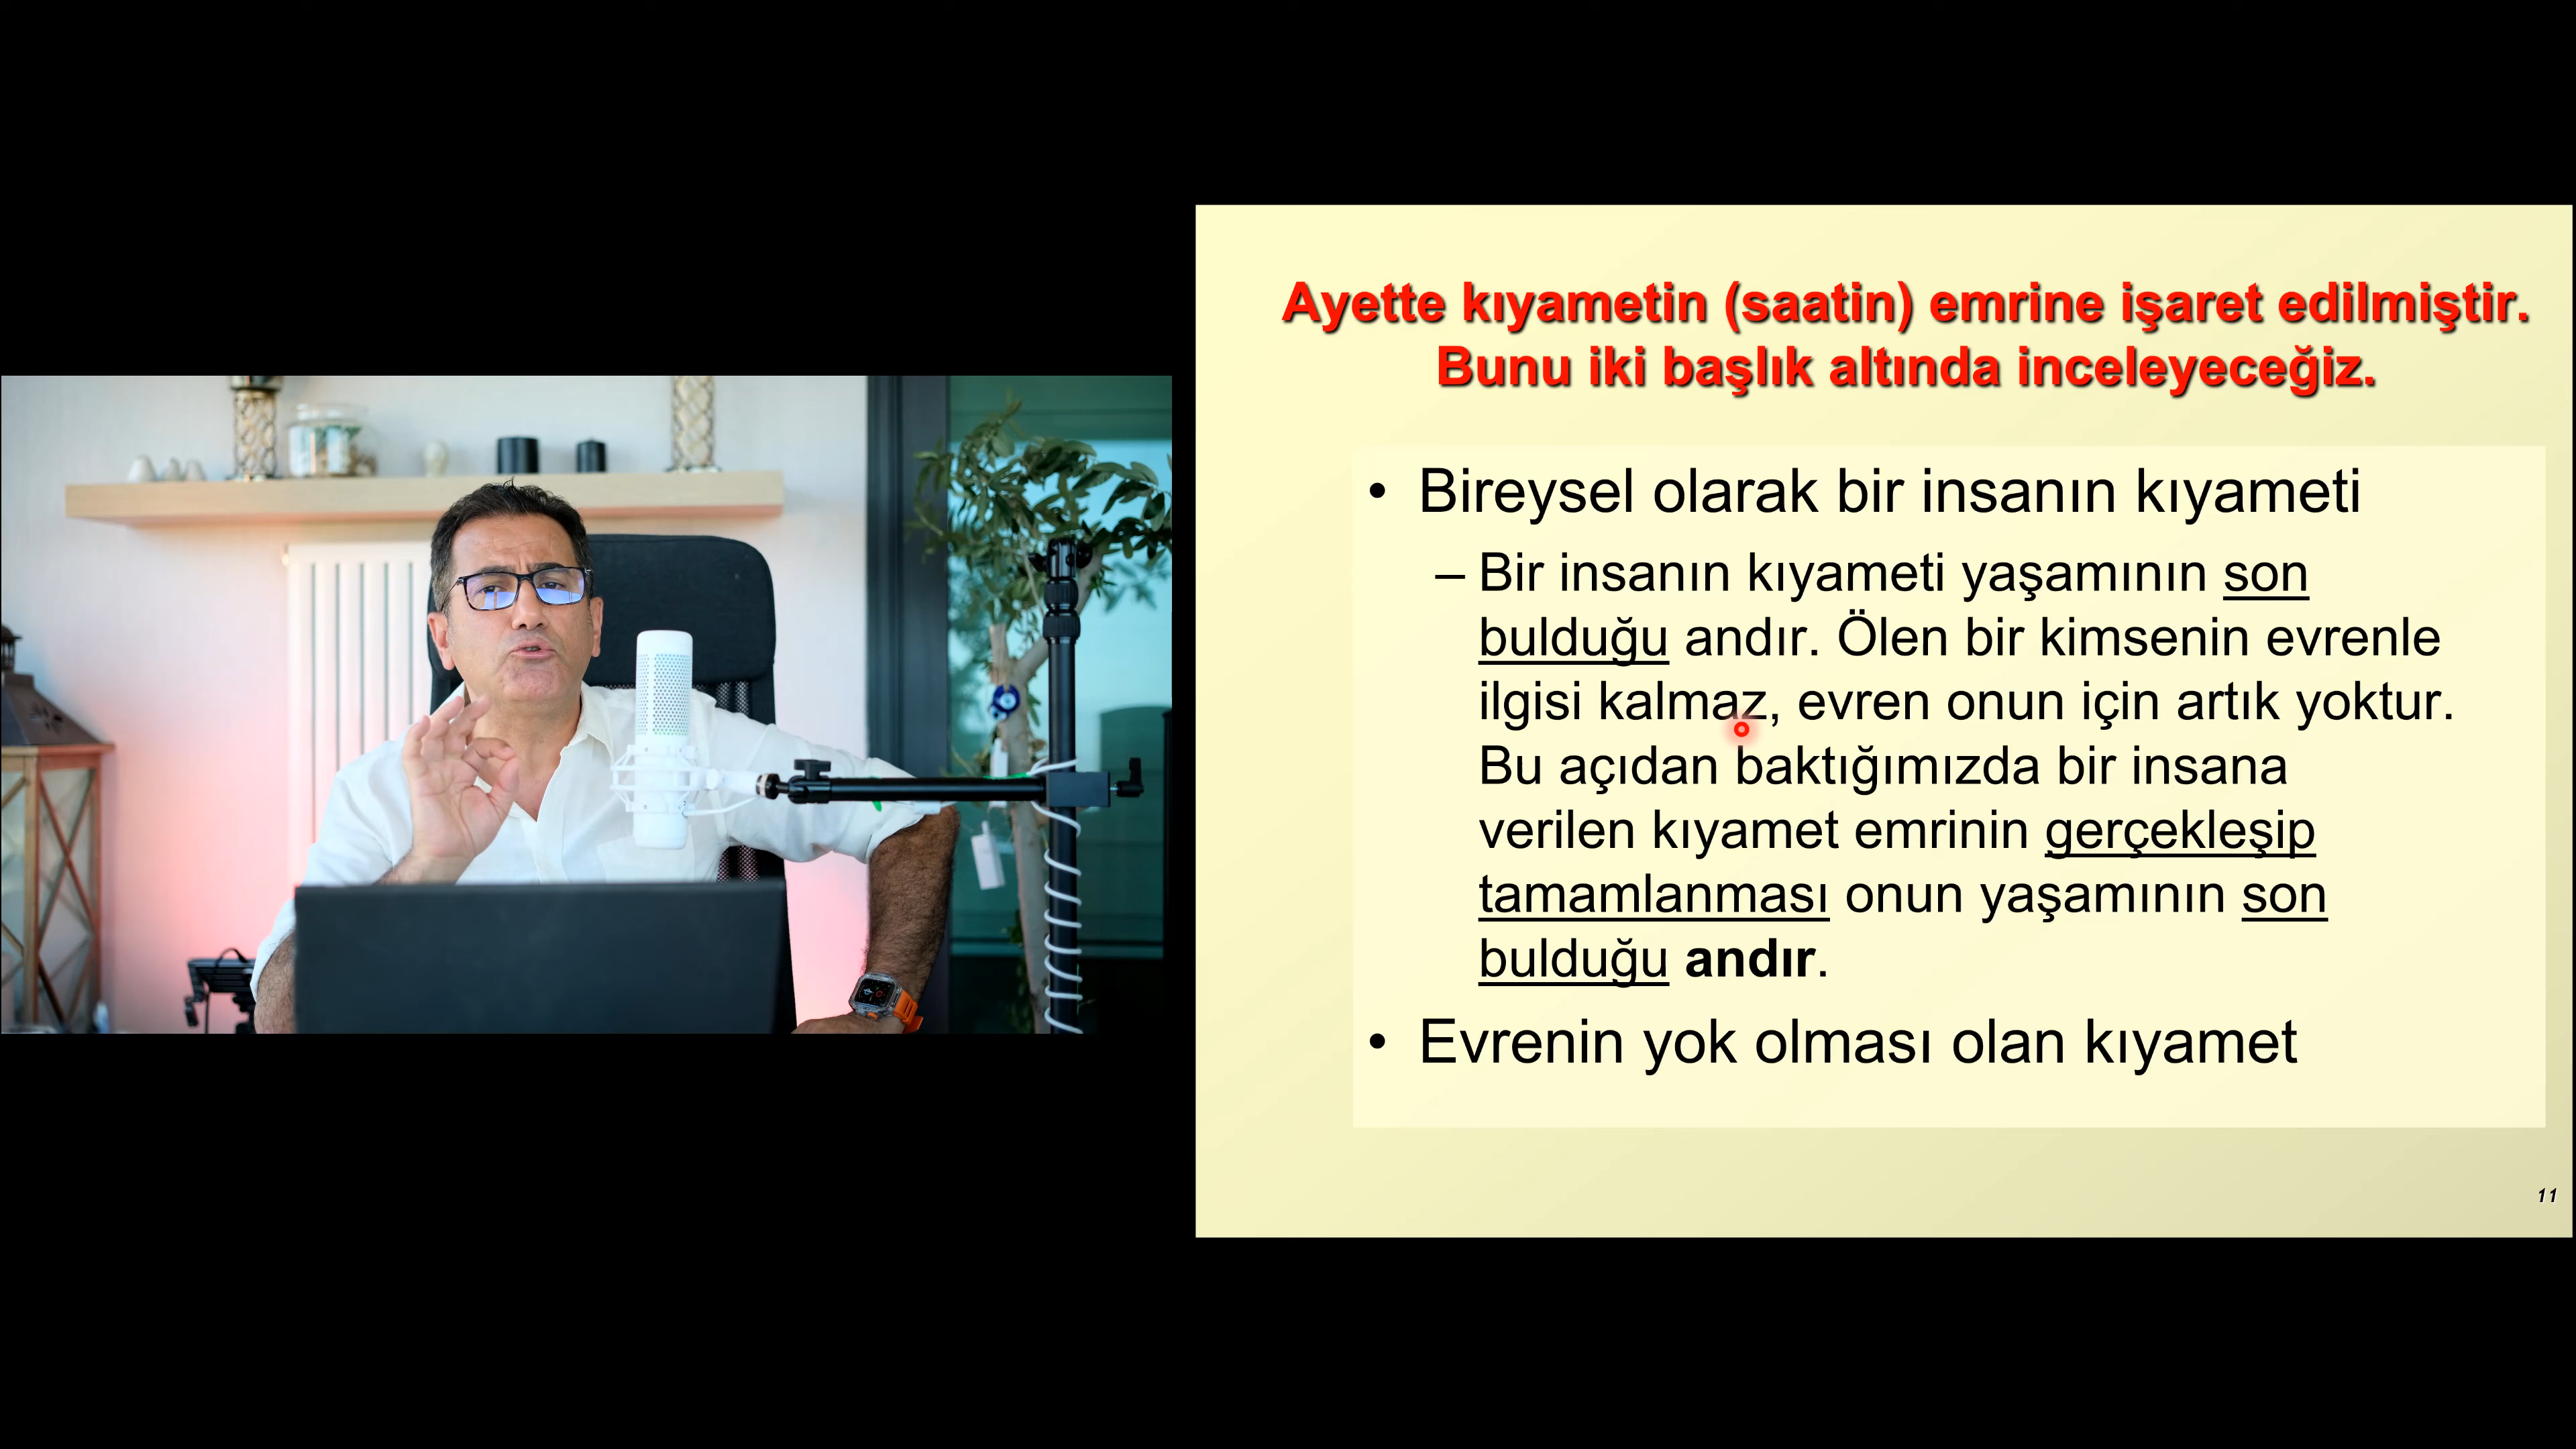 Ayette kıyametin (saatin) emrine işaret edilmiştir.
Bunu iki başlık altında inceleyeceğiz.
• Bireysel olarak bir insanın kıyameti
– Bir insanın kıyameti yaşamının son
bulduğu andır. Ölen bir kimsenin evrenle
ilgisi kalmaz, evren onun için artık yoktur.
Bu açıdan baktığımızda bir insana
verilen kıyamet emrinin gerçekleşip
tamamlanması onun yaşamının son
bulduğu andır.
• Evrenin yok olması olan kıyamet
11